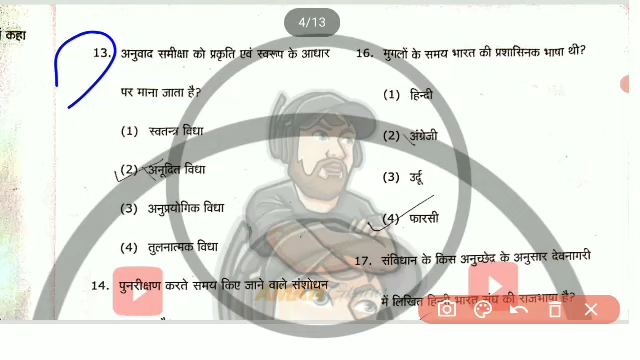 कहा
4/13
13. अनुवाद समीक्षा को प्रकृति एवं स्वरूप के आधार
पर माना जाता है?
(1) स्वतन्त्र विधा
(2) अनूदित विधा
(3) अनुप्रयोगिक विधा
(4) तुलनात्मक विधा
14. पुनरीक्षण करते समय किए जाने वाले संशोधन
16. मुगलों के समय भारत की प्रशासिनक भाषा थी?
(1) हिन्दी
(2) अंग्रेजी
(3) उर्दू
(4) फारसी
17. संविधान के किस अनुच्छेद के अनुसार देवनागरी
में लिखित हिन्दी भारत संघ की राजभाषा है?